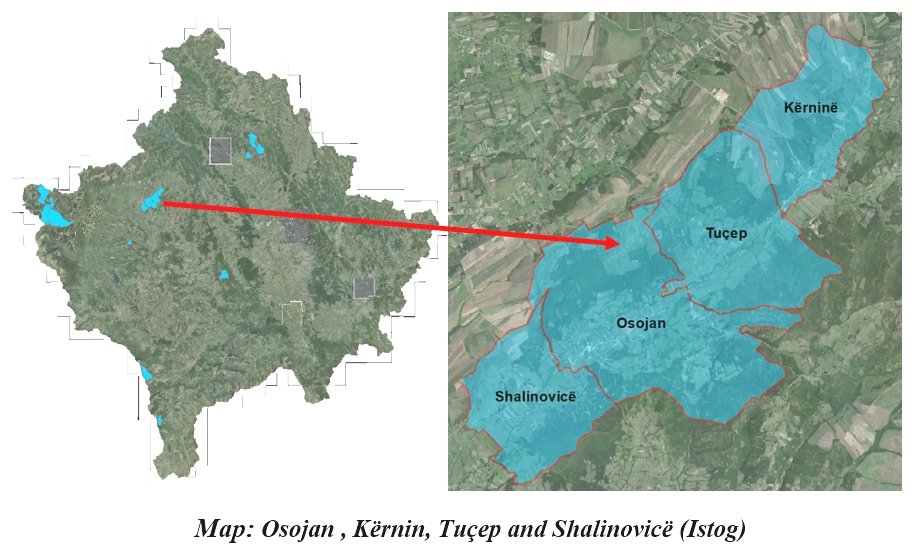 Kërninë
Tuçep
Osojan
Shalinovicë
Map: Osojan , Kërnin, Tuçep and Shalinovicë (Istog)